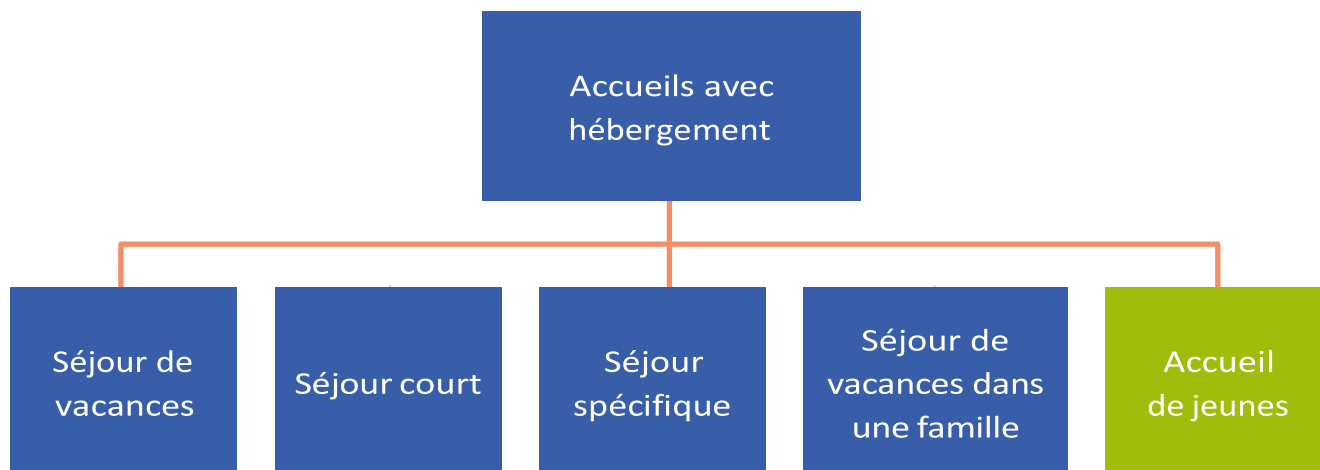 Accueils avec
hébergement
Séjour de
vacances
Séjour court
Séjour
spécifique
Séjour de
vacances dans
une famille
Accueil
de jeunes